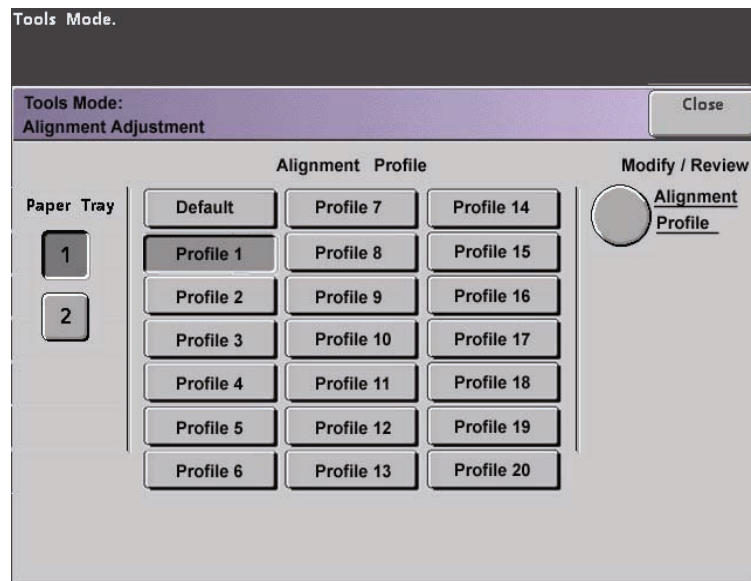 Tools Mode.
Tools Mode:
Alignment Adjustment
Close
Alignment Profile
Modify / Review
Paper Tray
1
2
Default
Profile 1
Profile 2
Profile 3
Profile 4
Profile 5
Profile 6
Profile 7
Profile 8
Profile 9
Profile 10
Profile 11
Profile 12
Profile 13
Profile 14
Profile 15
Profile 16
Profile 17
Profile 18
Profile 19
Profile 20
Alignment
Profile